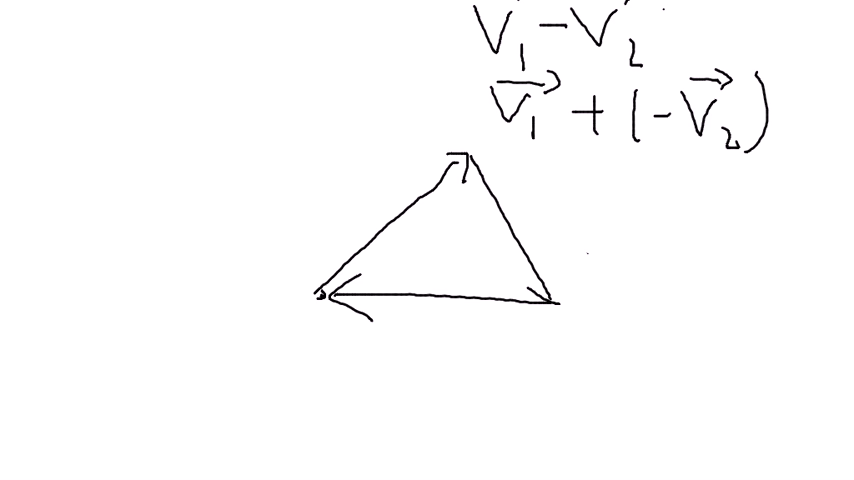 V₁ - V₂
V⃗₁ + (-V⃗₂)